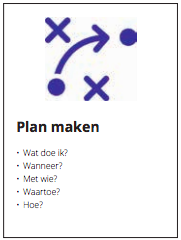 Plan maken
• Wat doe ik?
• Wanneer?
• Met wie?
• Waartoe?
• Hoe?